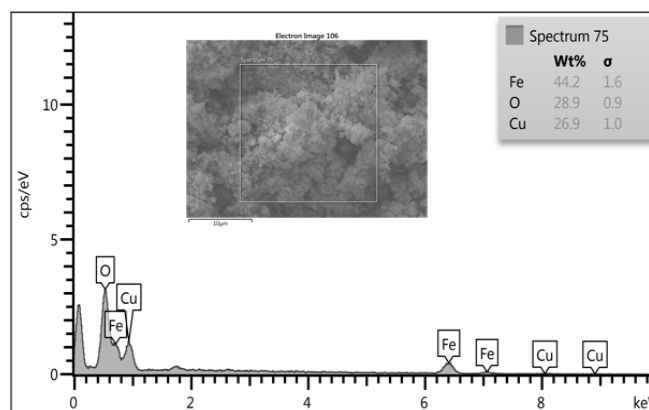 Electron Image 106
Spectrum 75
10µm
Spectrum 75
Wt% σ
Fe 44.2 1.6
O 28.9 0.9
Cu 26.9 1.0
cps/eV
10
5
0
O
Fe
Cu
Fe
Fe
Cu
Cu
0 2 4 6 8 keV